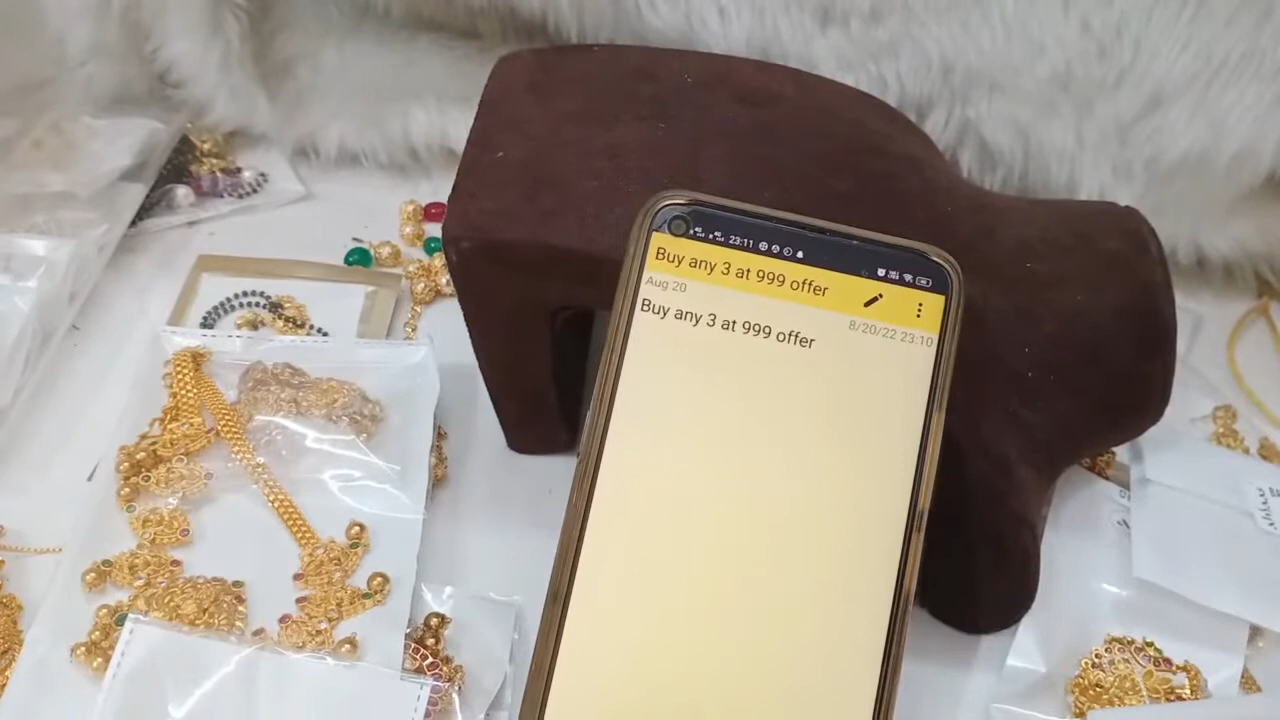 23:11
Buy any 3 at 999 offer
Aug 20
8/20/22 23:10
Buy any 3 at 999 offer